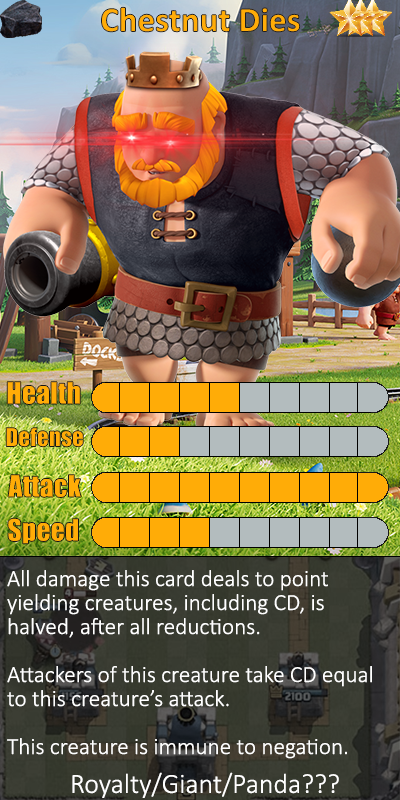 Chestnut Dies
DOCK
Health
Defense
Attack
Speed
All damage this card deals to point
yielding creatures, including CD, is
halved, after all reductions.
Attackers of this creature take CD equal
to this creature's attack.
2100
This creature is immune to negation.
Royalty/Giant/Panda???